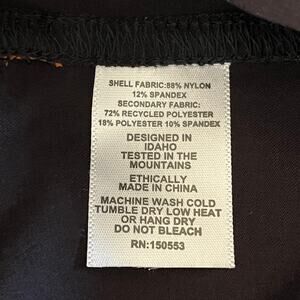 SHELL FABRIC:88% NYLON
12% SPANDEX
SECONDARY FABRIC:
72% RECYCLED POLYESTER
18% POLYESTER 10% SPANDEX
DESIGNED IN
IDAHO
TESTED IN THE
MOUNTAINS
ETHICALLY
MADE IN CHINA
MACHINE WASH COLD
TUMBLE DRY LOW HEAT
OR HANG DRY
DO NOT BLEACH
RN:150553